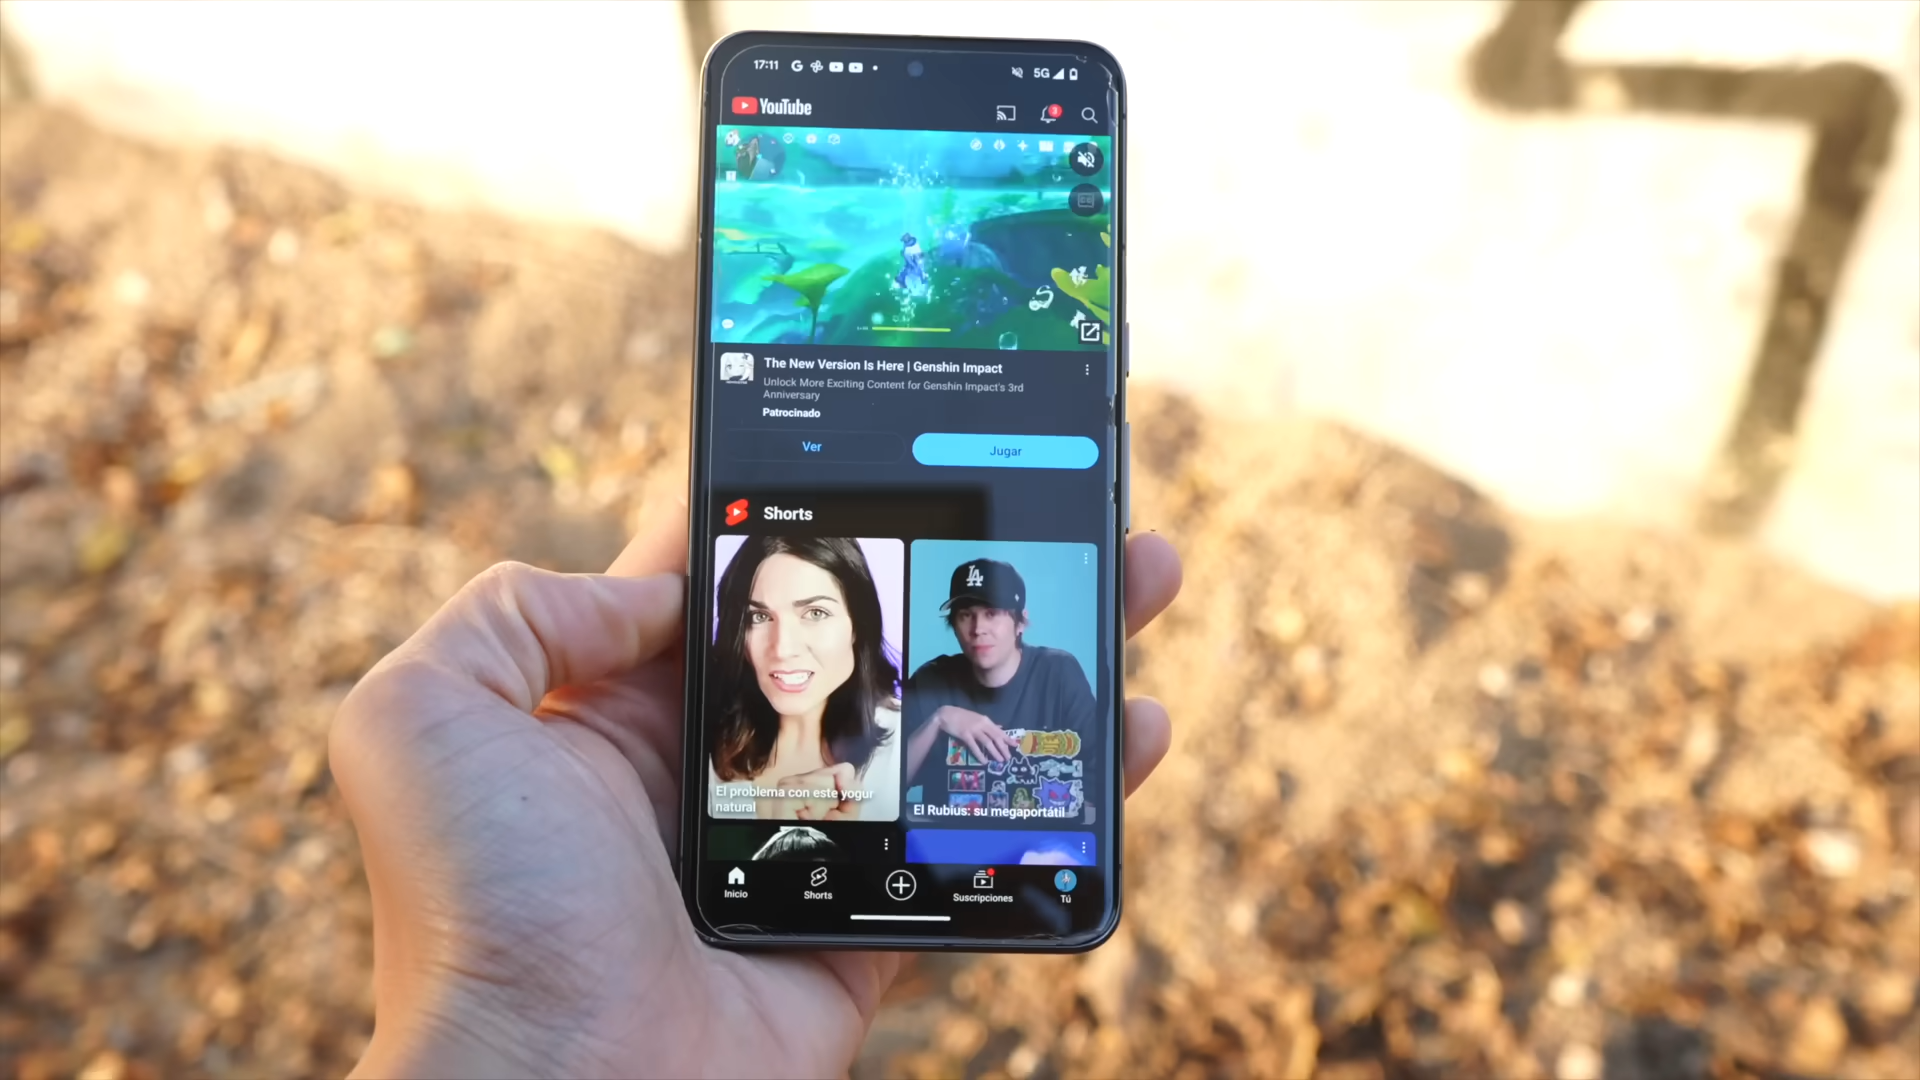 17:11
5G
YouTube
3
The New Version Is Here | Genshin Impact
Unlock More Exciting Content for Genshin Impact's 3rd
Anniversary
Patrocinado
Ver
Jugar
Shorts
LA
El problema con este yogur
natural
El Rubius: su megaportátil
Inicio
Shorts
Suscripciones
Tú